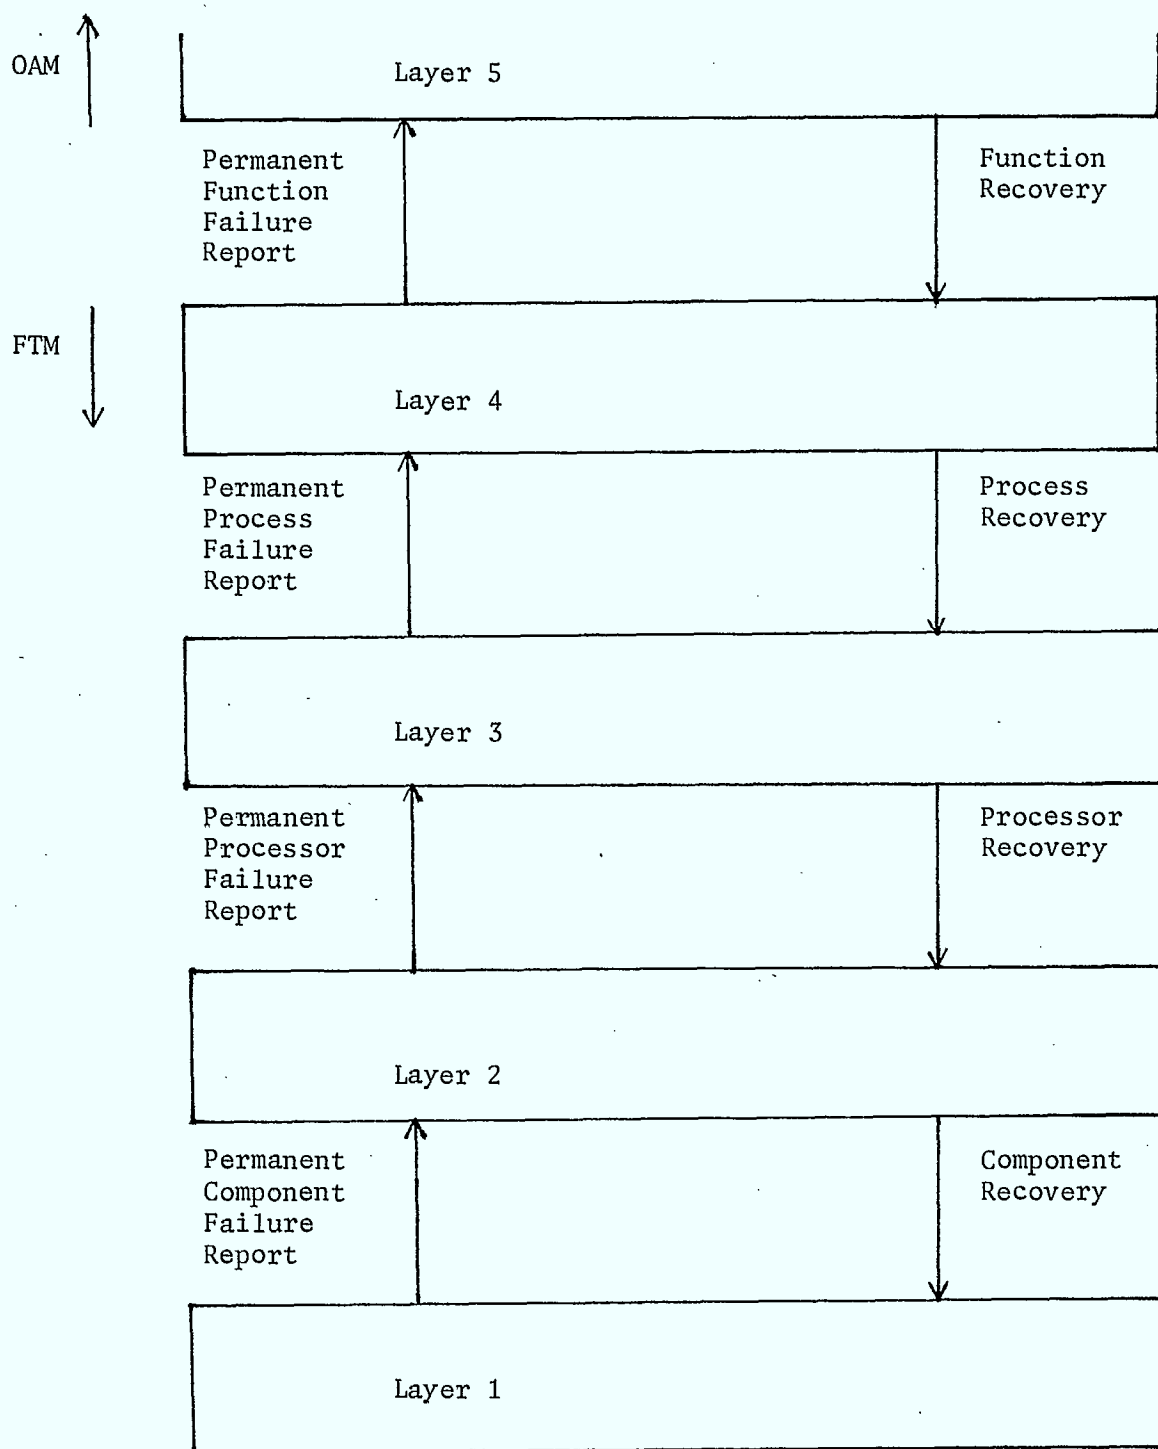 OAM
Layer 5
Permanent
Function
Failure
Report
Function
Recovery
FTM
Layer 4
Permanent
Process
Failure
Report
Process
Recovery
Layer 3
Permanent
Processor
Failure
Report
Processor
Recovery
Layer 2
Permanent
Component
Failure
Report
Component
Recovery
Layer 1